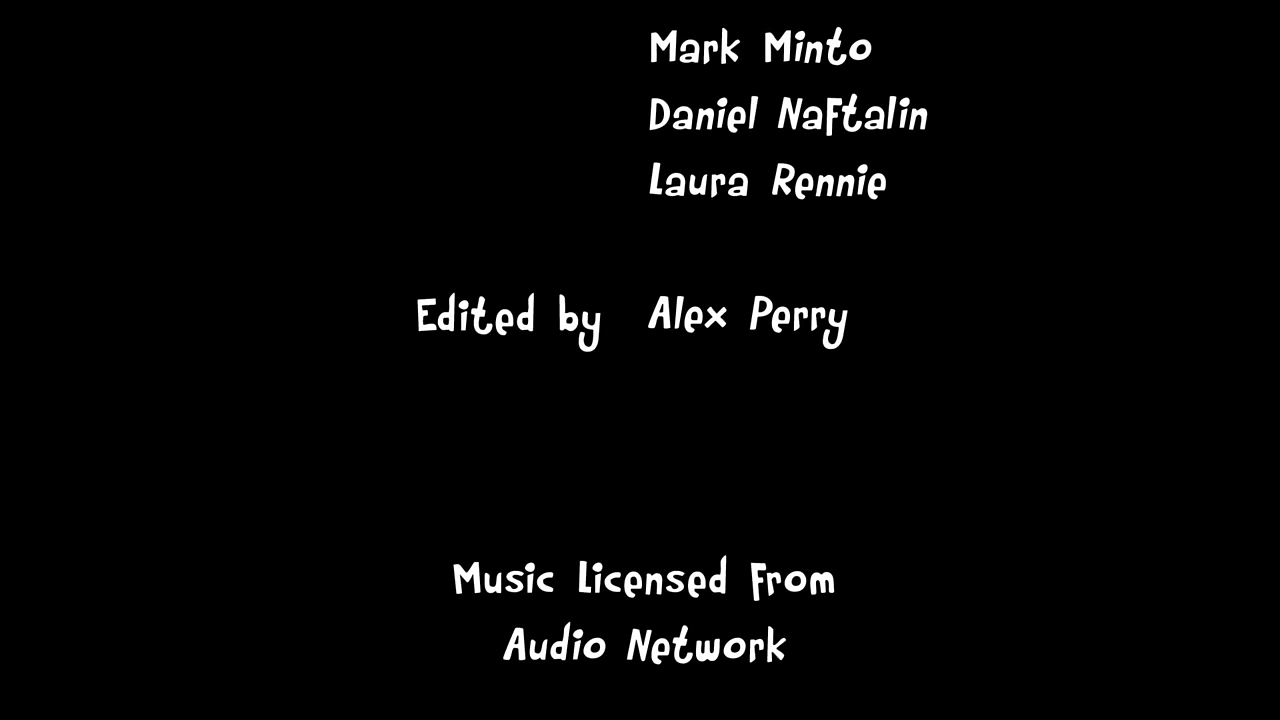 Mark Minto
Daniel Naftalin
Laura Rennie
Edited by Alex Perry
Music Licensed From
Audio Network